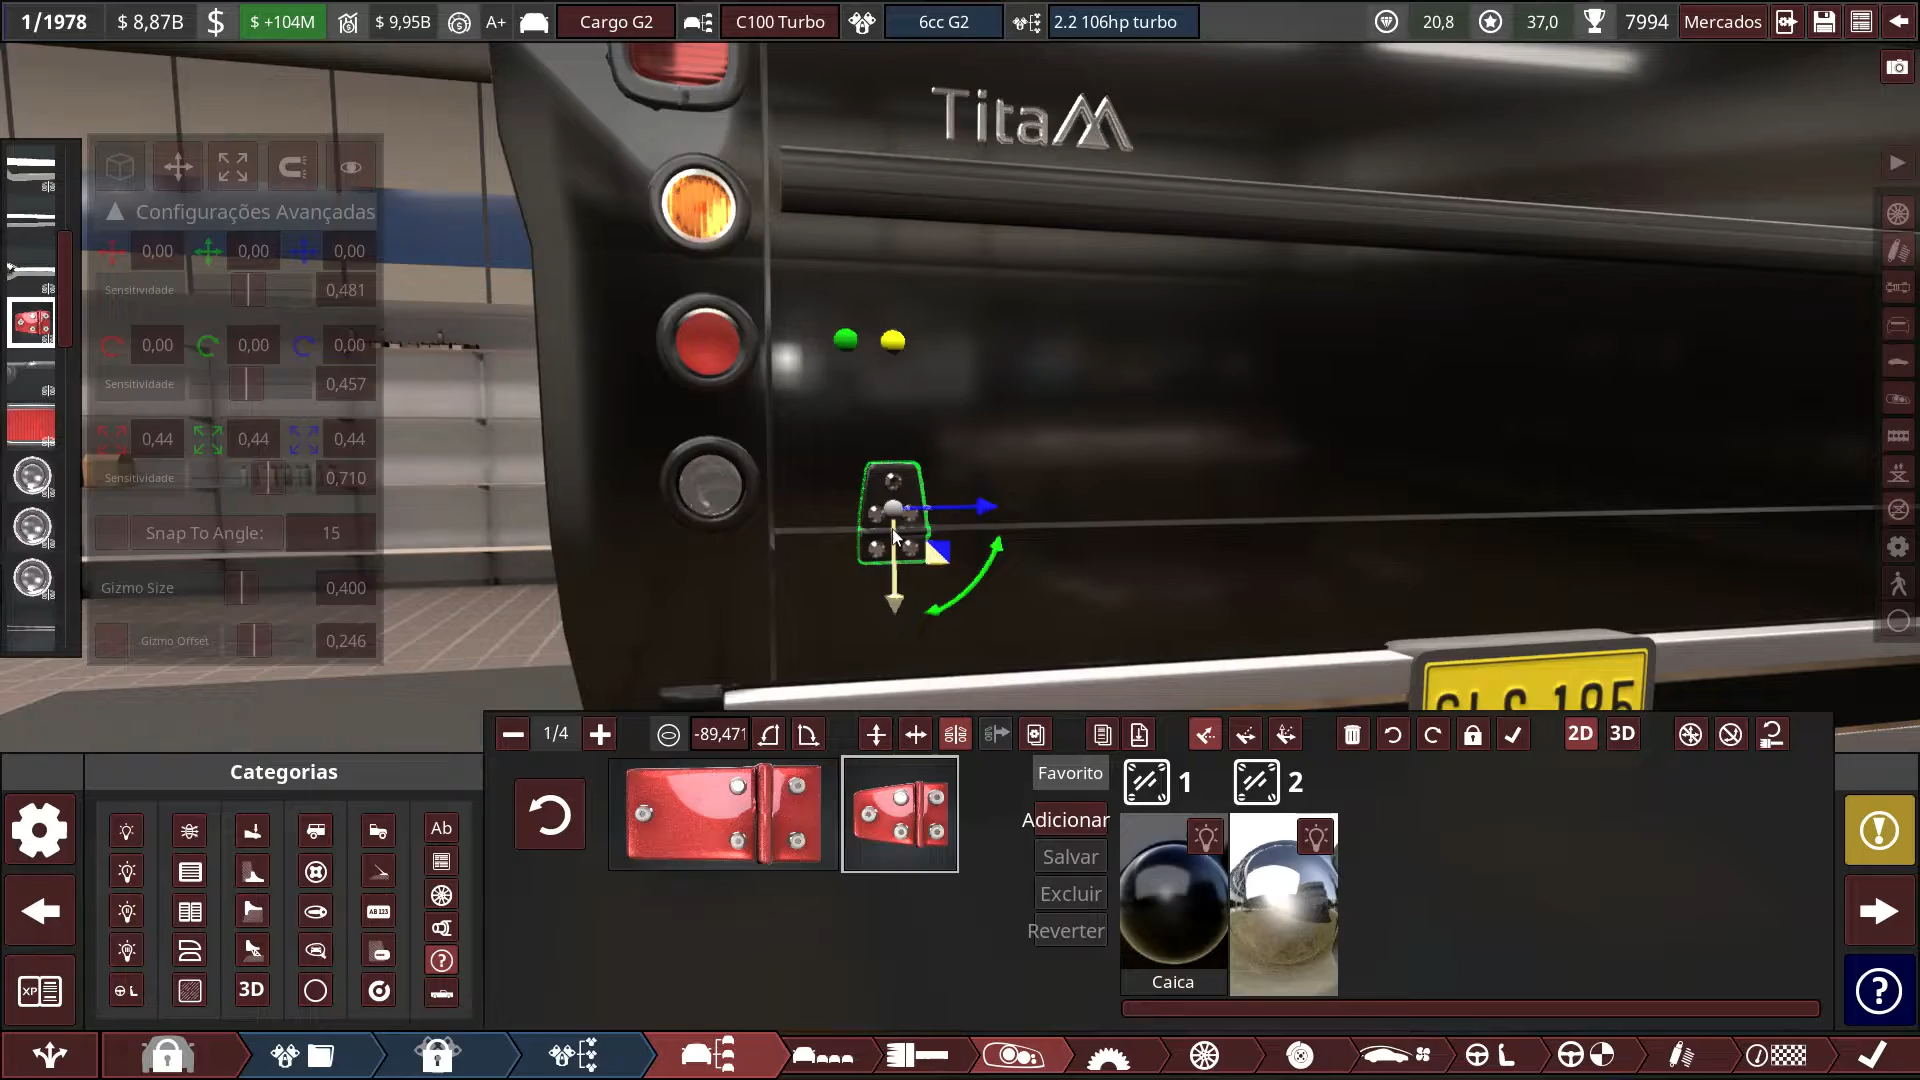 1/1978 $ 8,87B $ +104M $ 9,95B A+ Cargo G2 C100 Turbo 6cc G2 2.2 106hp turbo 20,8 37,0 7994 Mercados
TitaM
Configurações Avançadas
0,00 0,00 0,00
Sensitividade 0,481
0,00 0,00 0,00
Sensitividade 0,457
0,44 0,44 0,44
Sensitividade 0,710
Snap To Angle: 15
Gizmo Size 0,400
Gizmo Offset 0,246
1/4 -89,471 2D 3D
Categorias
Ab
AB 123
3D
XP
L
Favorito 1 2
Adicionar
Salvar
Excluir
Reverter
Caica